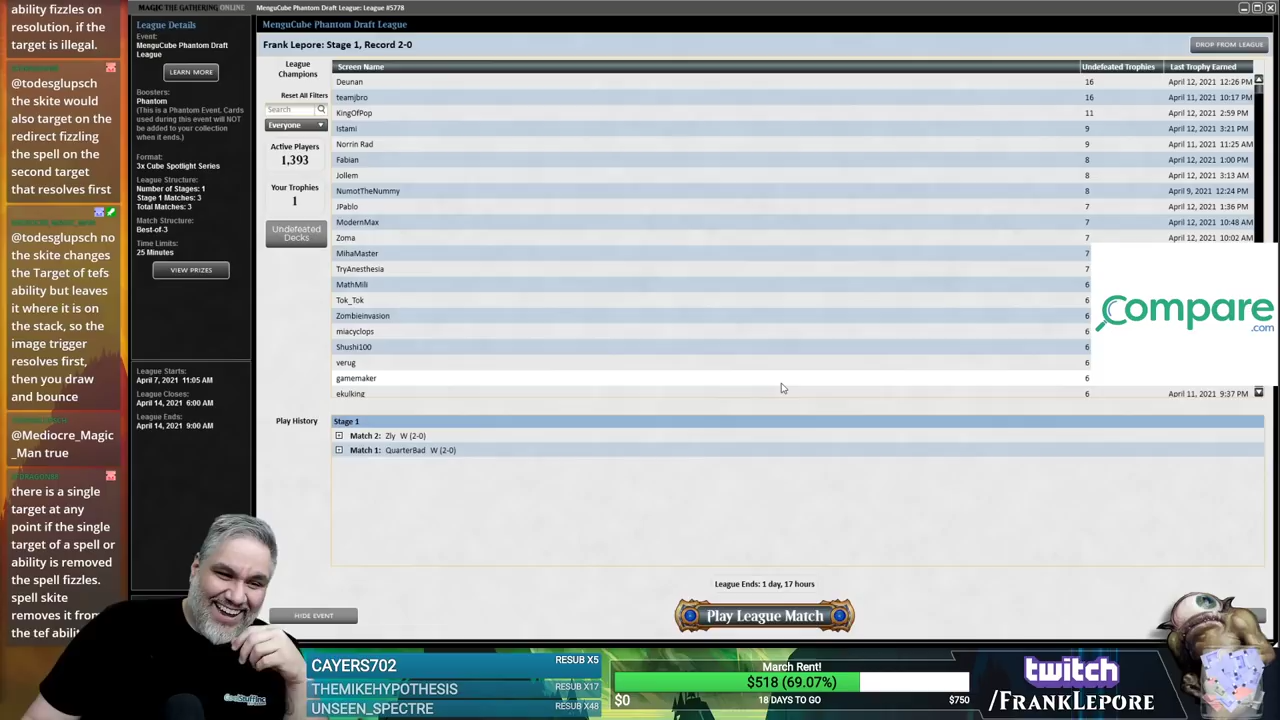 ability fizzles on
resolution, if the
target is illegal.
@todesglupsch
the skite would
also target on the
redirect fizzling
the spell on the
second target
that resolves first
@todesglupsch no
the skite changes
the Target of tefs
ability but leaves
it where it is on
the stack, so the
image trigger
resolves first,
then you draw
and bounce
@Mediocre_Magic
_Man true
there is a single
target at any
point if the single
target of a spell or
ability is removed
the spell fizzles.
spell skite
removes it from
the tef ability
MAGIC THE GATHERING ONLINE
MenguCube Phantom Draft League: League #5778
League Details
Event:
MenguCube Phantom Draft
League
LEARN MORE
Boosters:
Phantom
(This is a Phantom Event. Cards
used during this event will NOT
be added to your collection
when it ends.)
Format:
3x Cube Spotlight Series
League Structure:
Number of Stages: 1
Stage 1 Matches: 3
Total Matches: 3
Match Structure:
Best-of-3
Time Limits:
25 Minutes
VIEW PRIZES
League Starts:
April 7, 2021 11:05 AM
League Closes:
April 14, 2021 6:00 AM
League Ends:
April 14, 2021 9:00 AM
MenguCube Phantom Draft League
Frank Lepore: Stage 1, Record 2-0
DROP FROM LEAGUE
League
Champions
Reset All Filters
Search
Everyone
Active Players
1,393
Your Trophies
1
Undefeated
Decks
Screen Name Undefeated Trophies Last Trophy Earned
Deunan 16 April 12, 2021 12:26 PM
teamjbro 16 April 11, 2021 10:17 PM
KingOfPop 11 April 12, 2021 2:59 PM
Istami 9 April 12, 2021 3:21 PM
Norrin Rad 9 April 11, 2021 11:25 AM
Fabian 8 April 12, 2021 1:00 PM
Jollem 8 April 12, 2021 3:13 AM
NumotTheNummy 8 April 9, 2021 12:24 PM
JPablo 7 April 12, 2021 1:36 PM
ModernMax 7 April 12, 2021 10:48 AM
Zoma 7 April 12, 2021 10:02 AM
MihaMaster 7
TryAnesthesia 7
MathMili 6
Tok_Tok 6
Zombieinvasion 6
miacyclops 6
Shushi100 6
verug 6
gamemaker 6
ekulking 6 April 11, 2021 9:37 PM
Compare
.com
Play History
Stage 1
Match 2: Zly W (2-0)
Match 1: QuarterBad W (2-0)
League Ends: 1 day, 17 hours
HIDE EVENT
Play League Match
CAYERS702 RESUB X5
THEMIKEHYPOTHESIS RESUB X17
UNSEEN_SPECTRE RESUB X48
March Rent!
$518 (69.07%)
$0 18 DAYS TO GO $750
twitch
/FRANKLEPORE